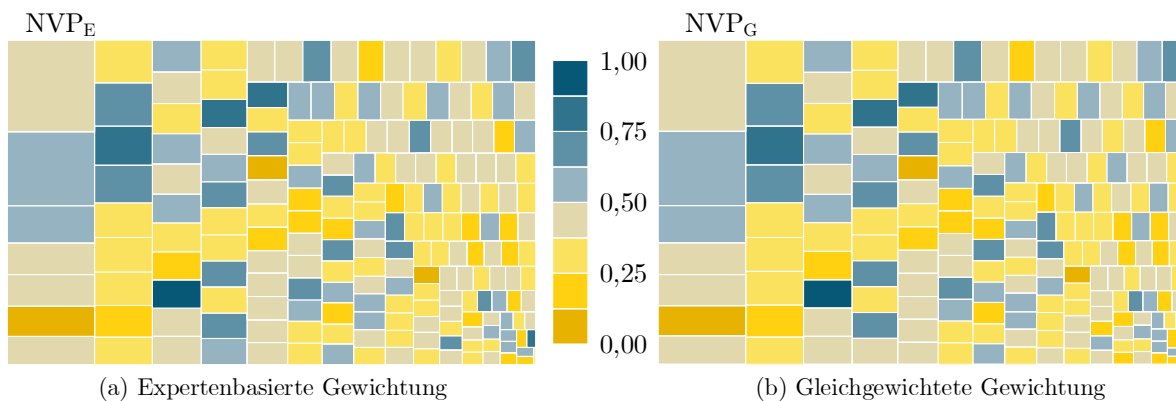 NVP_E
NVP_G
1,00
0,75
0,50
0,25
0,00
(a) Expertenbasierte Gewichtung
(b) Gleichgewichtete Gewichtung